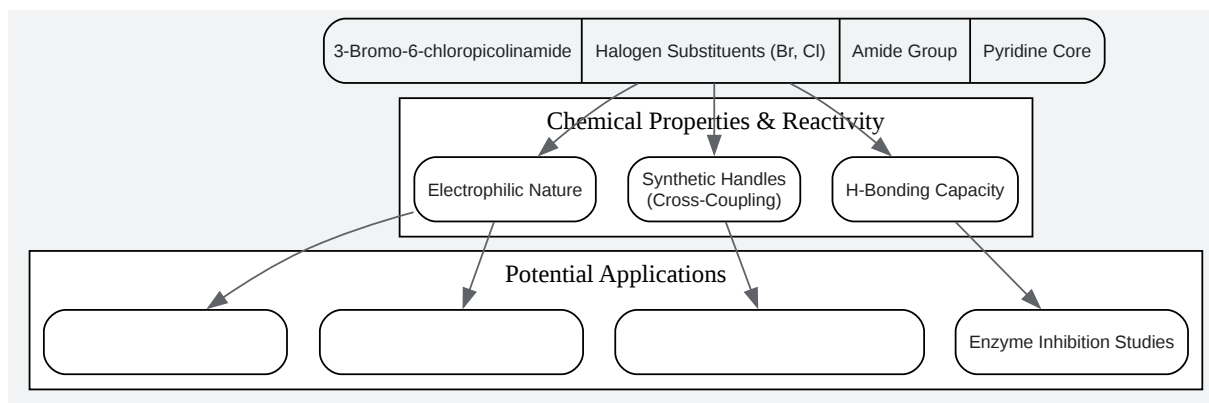 3-Bromo-6-chloropicolinamide
Halogen Substituents (Br, Cl)
Amide Group
Pyridine Core
Chemical Properties & Reactivity
Electrophilic Nature
Synthetic Handles
(Cross-Coupling)
H-Bonding Capacity
Potential Applications
Enzyme Inhibition Studies